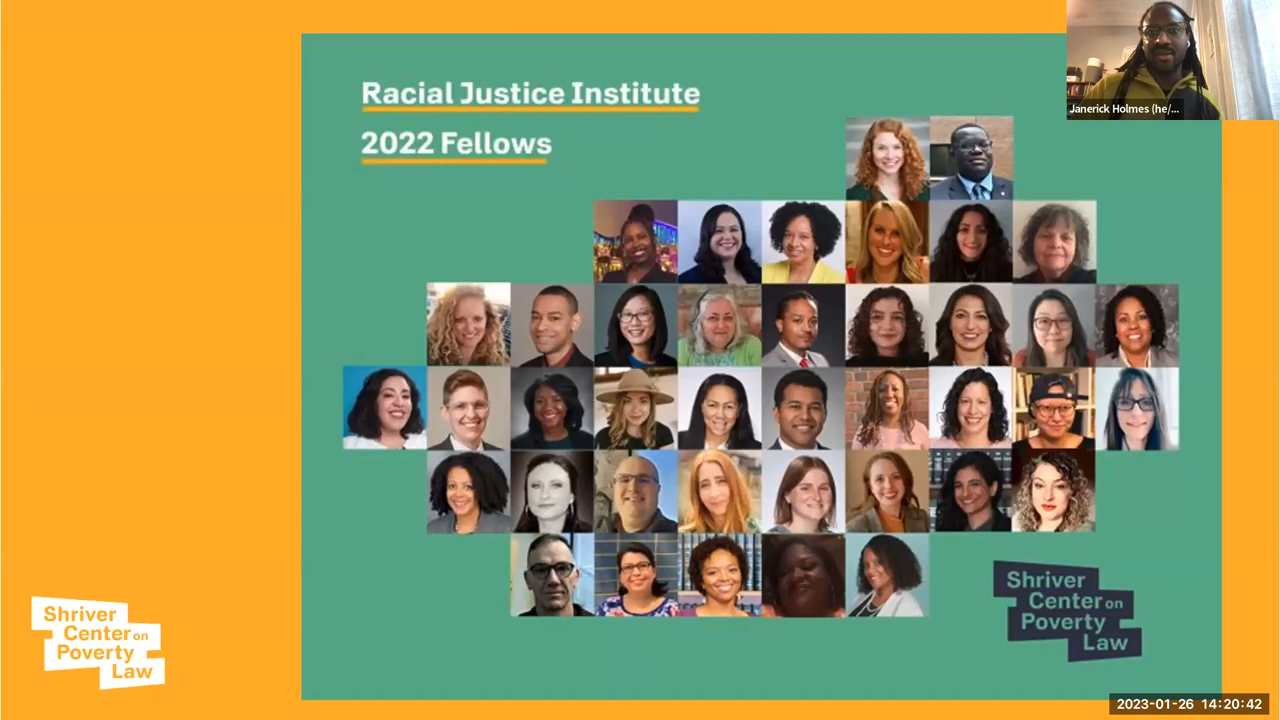 Racial Justice Institute
2022 Fellows
Janerick Holmes (he/...
Shriver
Center on
Poverty
Law
Shriver
Center on
Poverty
Law
2023-01-26 14:20:42